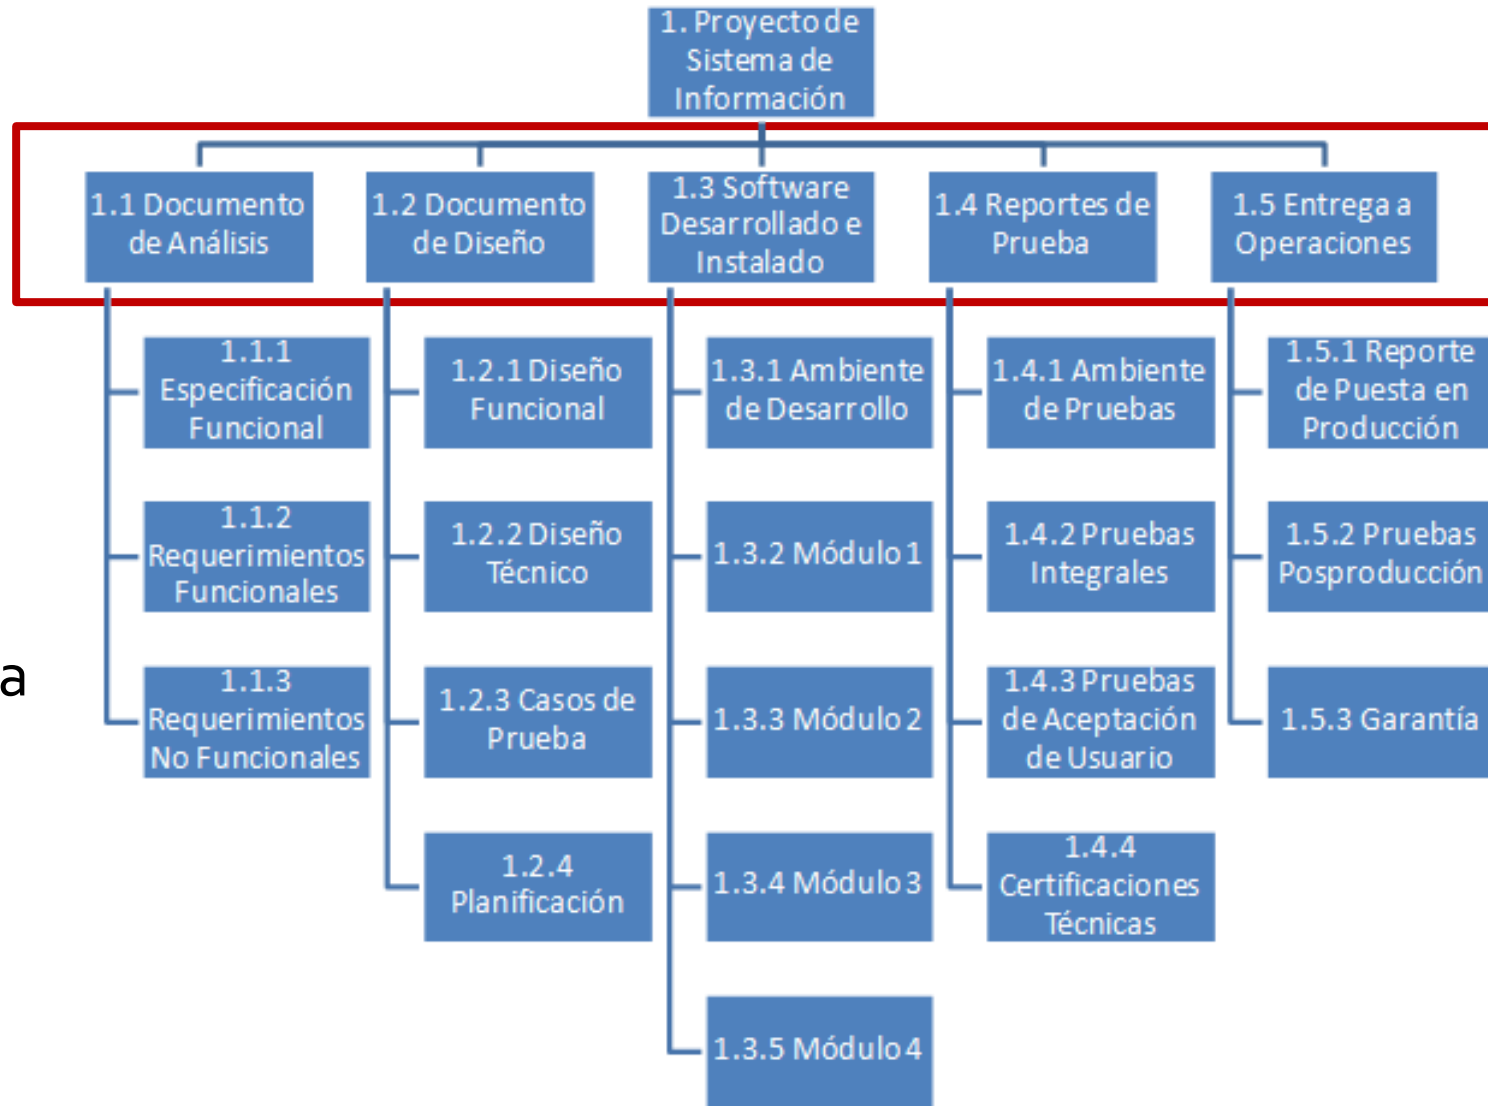 1. Proyecto de
Sistema de
Información
1.1 Documento
de Análisis
1.2 Documento
de Diseño
1.3 Software
Desarrollado e
Instalado
1.4 Reportes de
Prueba
1.5 Entrega a
Operaciones
1.1.1
Especificación
Funcional
1.1.2
Requerimientos
Funcionales
1.1.3
Requerimientos
No Funcionales
1.2.1 Diseño
Funcional
1.2.2 Diseño
Técnico
1.2.3 Casos de
Prueba
1.2.4
Planificación
1.3.1 Ambiente
de Desarrollo
1.3.2 Módulo 1
1.3.3 Módulo 2
1.3.4 Módulo 3
1.3.5 Módulo 4
1.4.1 Ambiente
de Pruebas
1.4.2 Pruebas
Integrales
1.4.3 Pruebas
de Aceptación
de Usuario
1.4.4
Certificaciones
Técnicas
1.5.1 Reporte
de Puesta en
Producción
1.5.2 Pruebas
Posproducción
1.5.3 Garantía
a